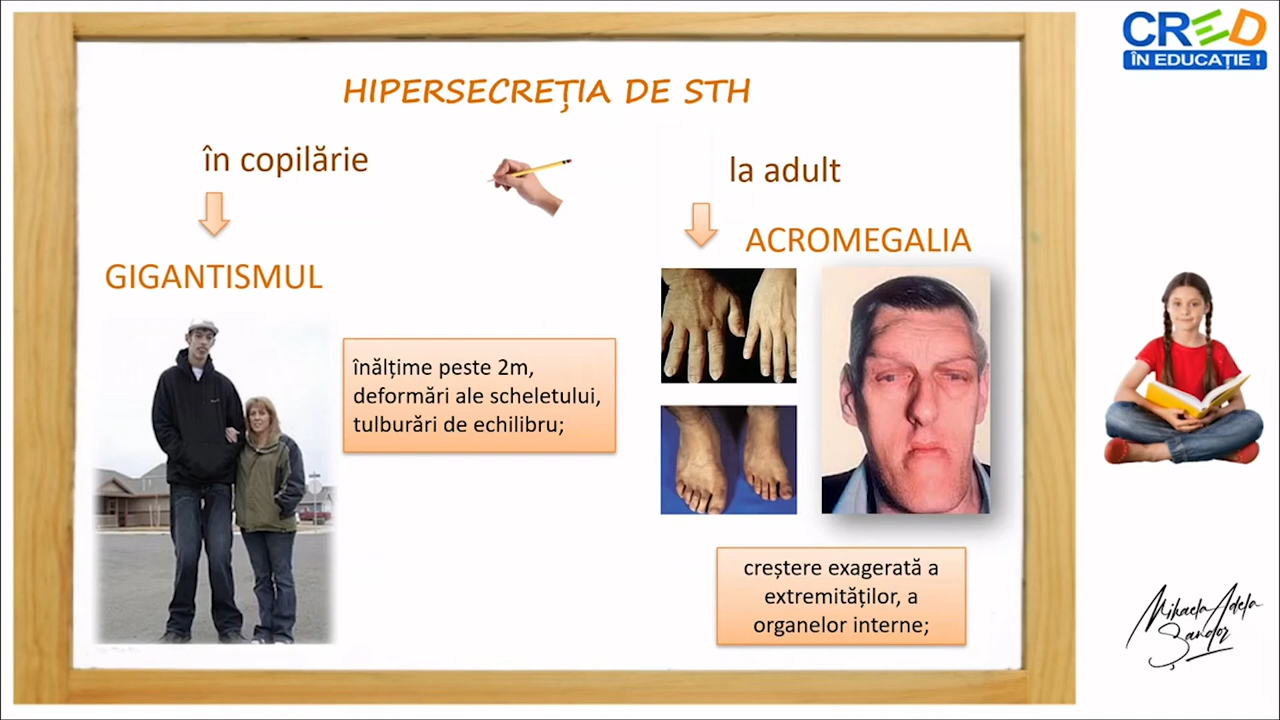 CRED
ÎN EDUCAȚIE !
HIPERSECREȚIA DE STH
în copilărie
la adult
ACROMEGALIA
GIGANTISMUL
înălțime peste 2m,
deformări ale scheletului,
tulburări de echilibru;
creștere exagerată a
extremităților, a
organelor interne;
Mihaela Adela
Șandor